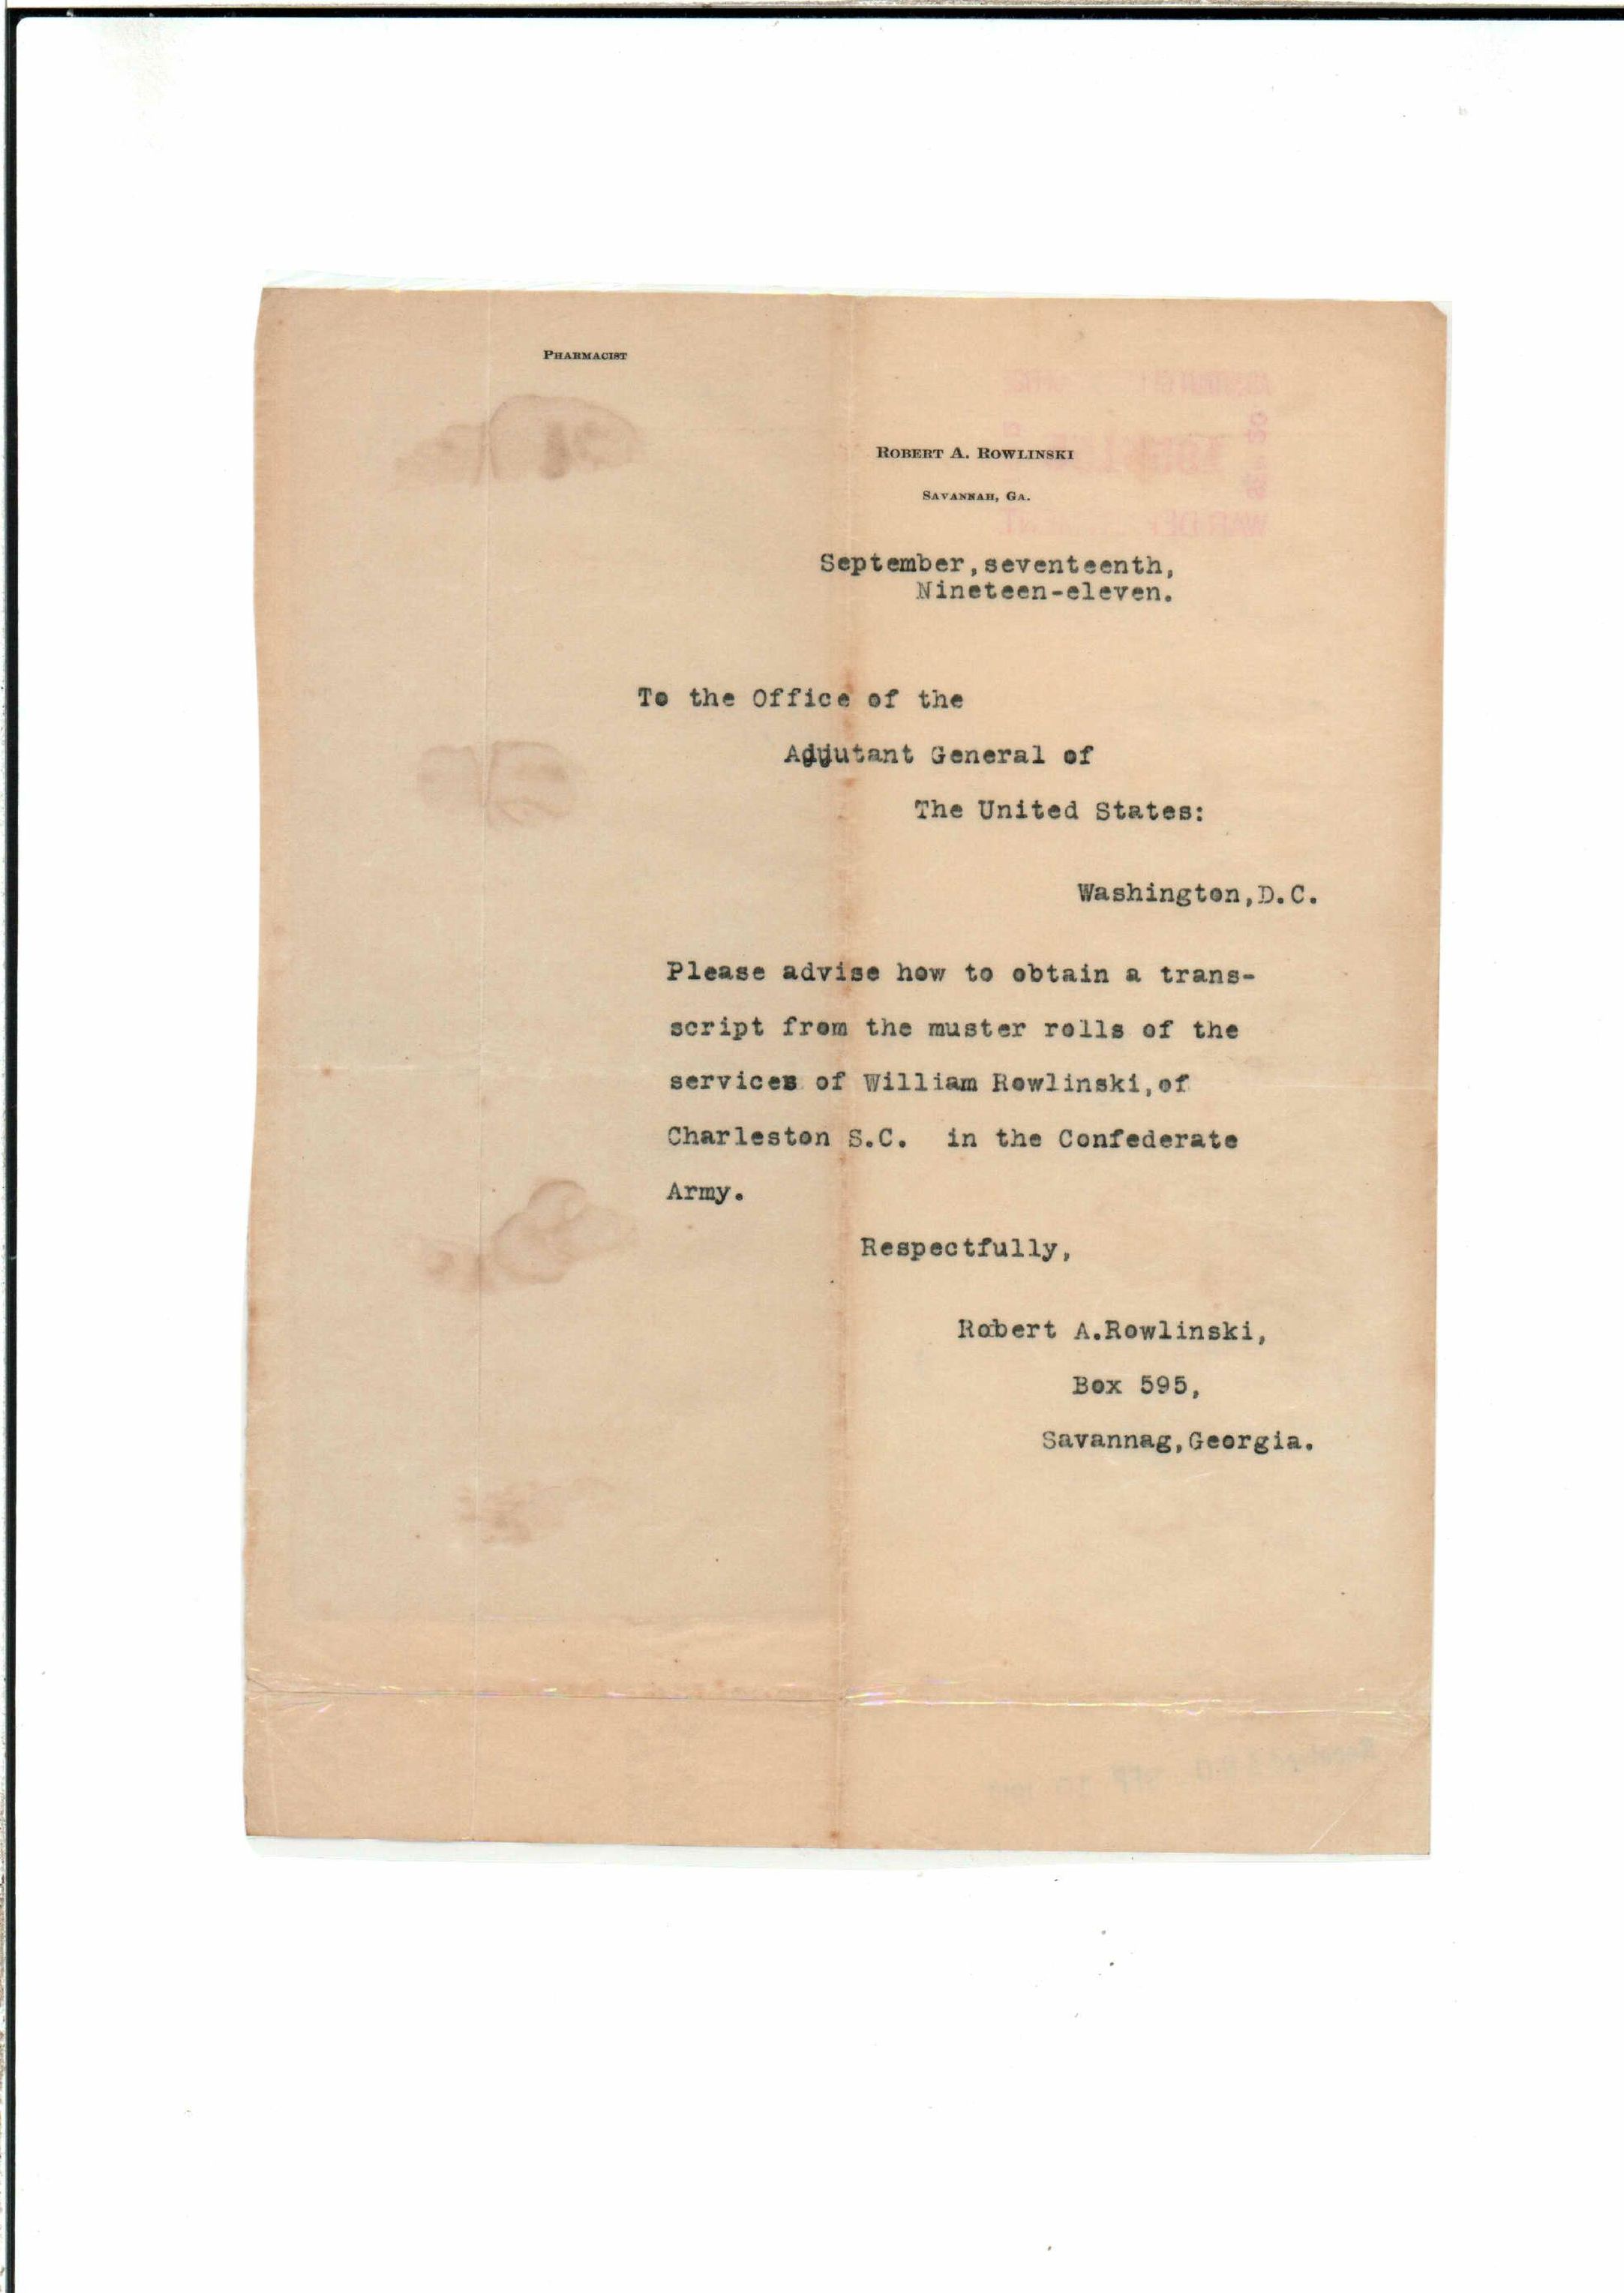 PHARMACIST
ROBERT A. ROWLINSKI
SAVANNAH, GA.
September,seventeenth,
Nineteen-eleven.
To the Office of the
Adjutant General of
The United States:
Washington,D.C.
Please advise how to obtain a trans-
script from the muster rolls of the
services of William Rowlinski,of
Charleston S.C. in the Confederate
Army.
Respectfully,
Robert A.Rowlinski,
Box 595,
Savannag,Georgia.